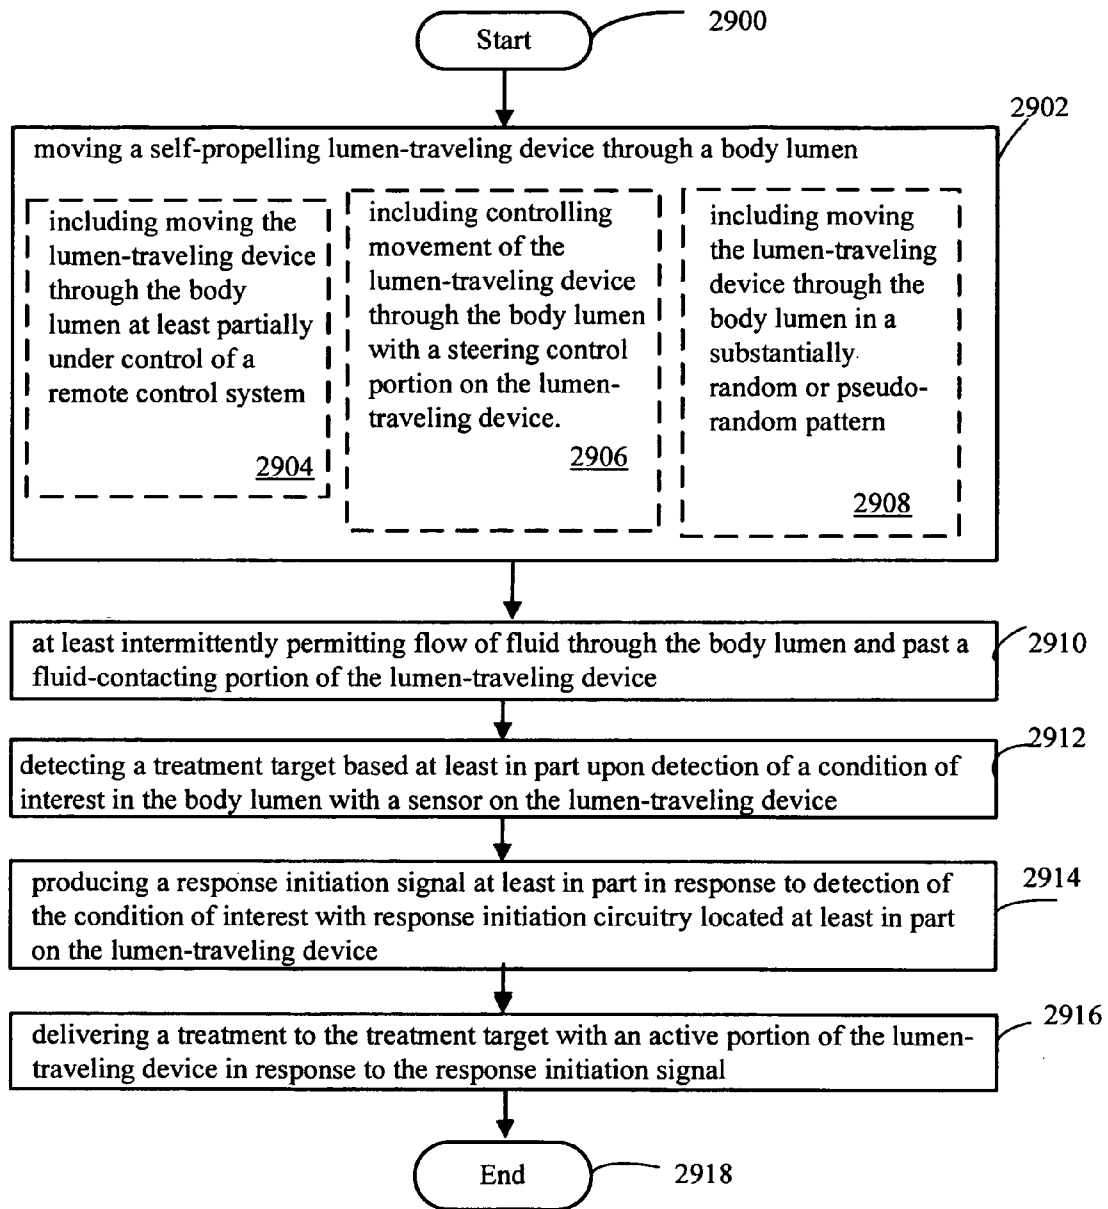 Start
2900
2902
moving a self-propelling lumen-traveling device through a body lumen
including moving the
lumen-traveling device
through the body
lumen at least partially
under control of a
remote control system
2904
including controlling
movement of the
lumen-traveling device
through the body lumen
with a steering control
portion on the lumen-
traveling device.
2906
including moving
the lumen-traveling
device through the
body lumen in a
substantially
random or pseudo-
random pattern
2908
at least intermittently permitting flow of fluid through the body lumen and past a
fluid-contacting portion of the lumen-traveling device
2910
detecting a treatment target based at least in part upon detection of a condition of
interest in the body lumen with a sensor on the lumen-traveling device
2912
producing a response initiation signal at least in part in response to detection of
the condition of interest with response initiation circuitry located at least in part
on the lumen-traveling device
2914
delivering a treatment to the treatment target with an active portion of the lumen-
traveling device in response to the response initiation signal
2916
End
2918